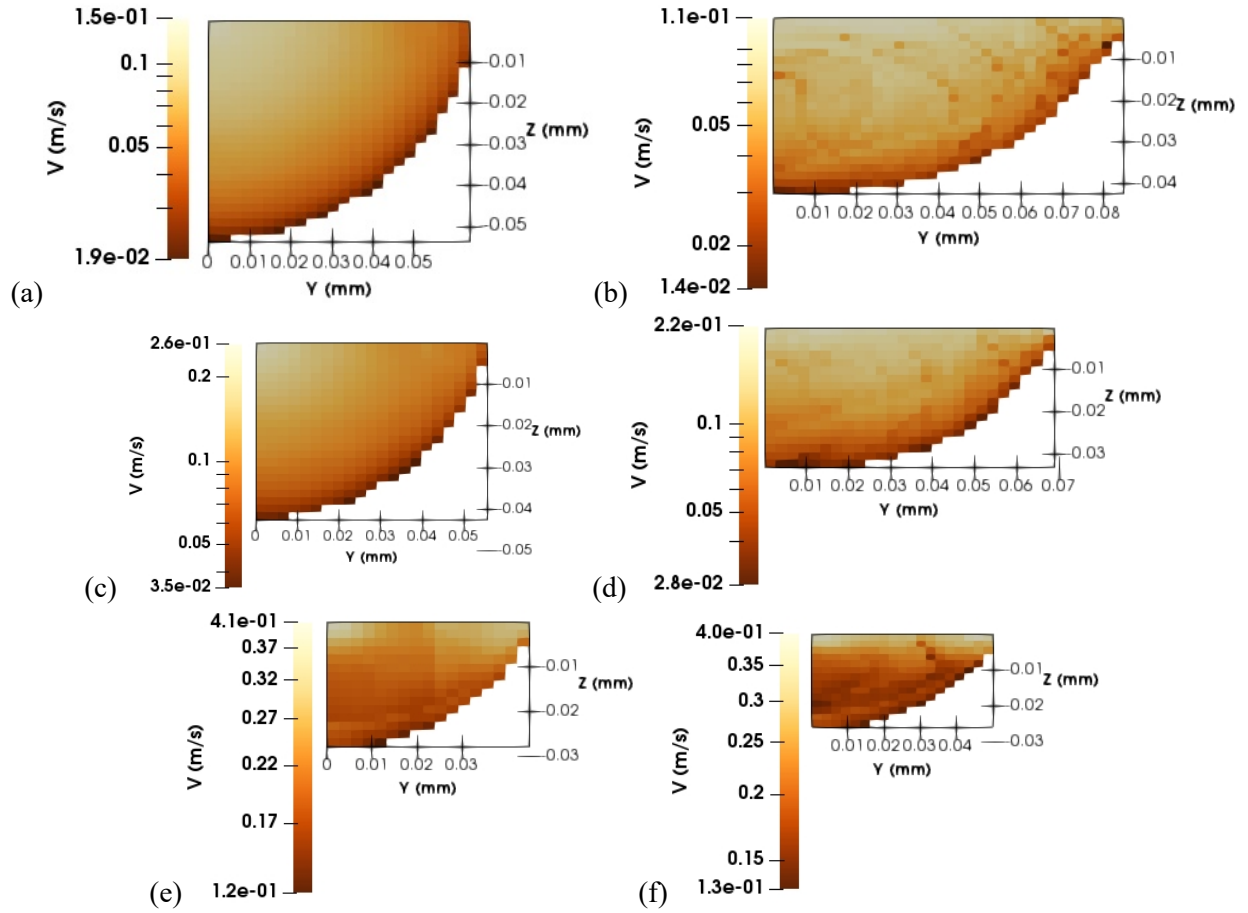 1.5e-01
0.1
0.05
1.9e-02
V (m/s)
0.01
0.02
0.03
0.04
0.05
Z (mm)
0 0.01 0.02 0.03 0.04 0.05
Y (mm)
(a)
1.1e-01
0.05
0.02
1.4e-02
V (m/s)
0.01
0.02
0.03
0.04
Z (mm)
0.01 0.02 0.03 0.04 0.05 0.06 0.07 0.08
Y (mm)
(b)
2.6e-01
0.2
0.1
0.05
3.5e-02
V (m/s)
0.01
0.02
0.03
0.04
0.05
Z (mm)
0 0.01 0.02 0.03 0.04 0.05
Y (mm)
(c)
2.2e-01
0.1
0.05
2.8e-02
V (m/s)
0.01
0.02
0.03
Z (mm)
0.01 0.02 0.03 0.04 0.05 0.06 0.07
Y (mm)
(d)
4.1e-01
0.37
0.32
0.27
0.22
0.17
1.2e-01
V (m/s)
0.01
0.02
0.03
Z (mm)
0 0.01 0.02 0.03
Y (mm)
(e)
4.0e-01
0.35
0.3
0.25
0.2
0.15
1.3e-01
V (m/s)
0.01
0.02
0.03
Z (mm)
0.01 0.02 0.03 0.04
Y (mm)
(f)